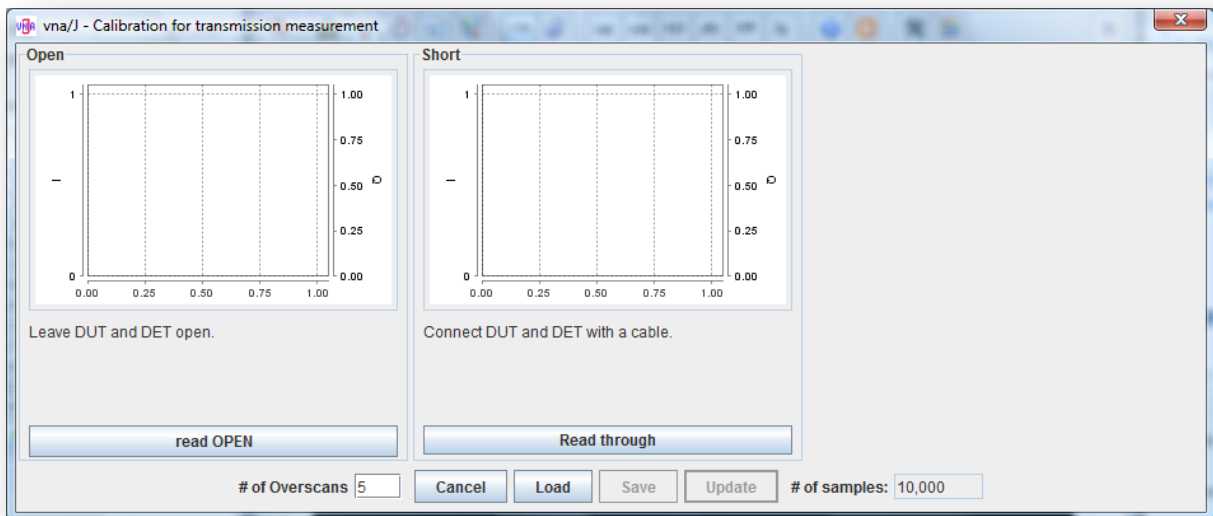 vna/J - Calibration for transmission measurement
Open
1
0
I
1.00
0.75
0.50
0.25
0.00
Q
0.00 0.25 0.50 0.75 1.00
Leave DUT and DET open.
read OPEN
Short
1
0
I
1.00
0.75
0.50
0.25
0.00
Q
0.00 0.25 0.50 0.75 1.00
Connect DUT and DET with a cable.
Read through
# of Overscans 5 Cancel Load Save Update # of samples: 10,000